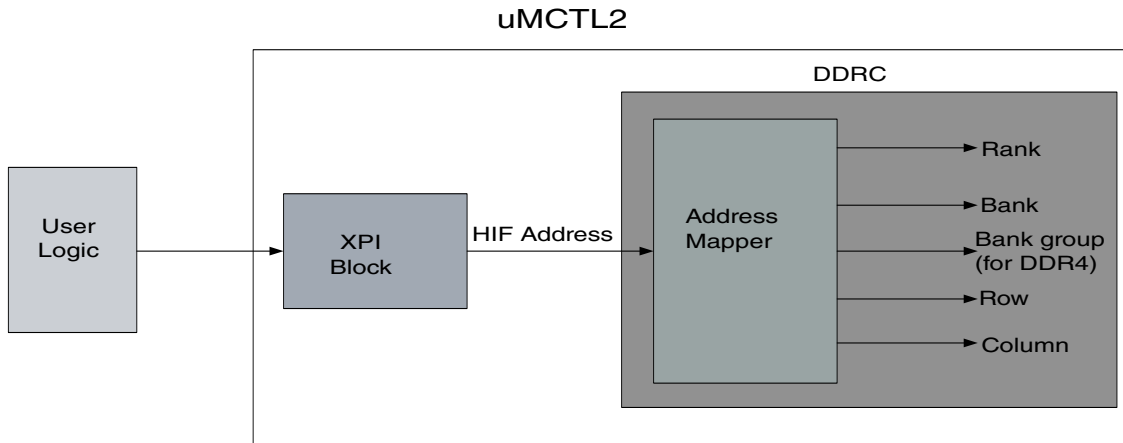 uMCTL2
DDRC
User
Logic
XPI
Block
HIF Address
Address
Mapper
Rank
Bank
Bank group
(for DDR4)
Row
Column